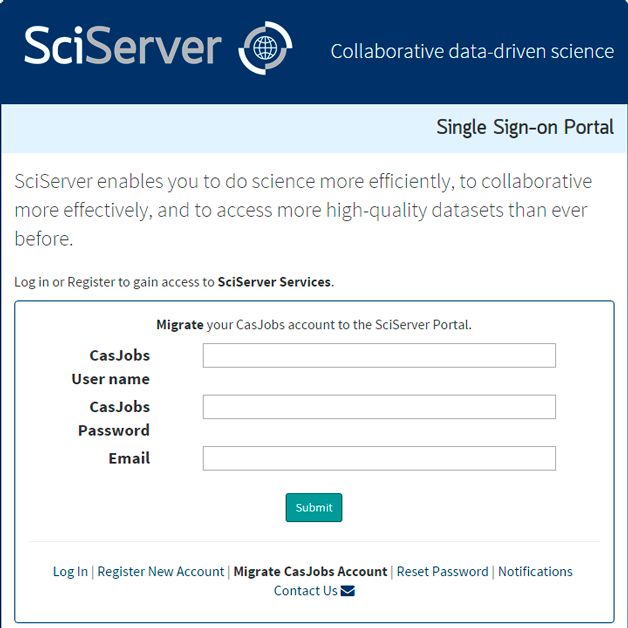 SciServer
Collaborative data-driven science
Single Sign-on Portal
SciServer enables you to do science more efficiently, to collaborative
more effectively, and to access more high-quality datasets than ever
before.
Log in or Register to gain access to SciServer Services.
Migrate your CasJobs account to the SciServer Portal.
CasJobs
User name
CasJobs
Password
Email
Submit
Log In | Register New Account | Migrate CasJobs Account | Reset Password | Notifications
Contact Us